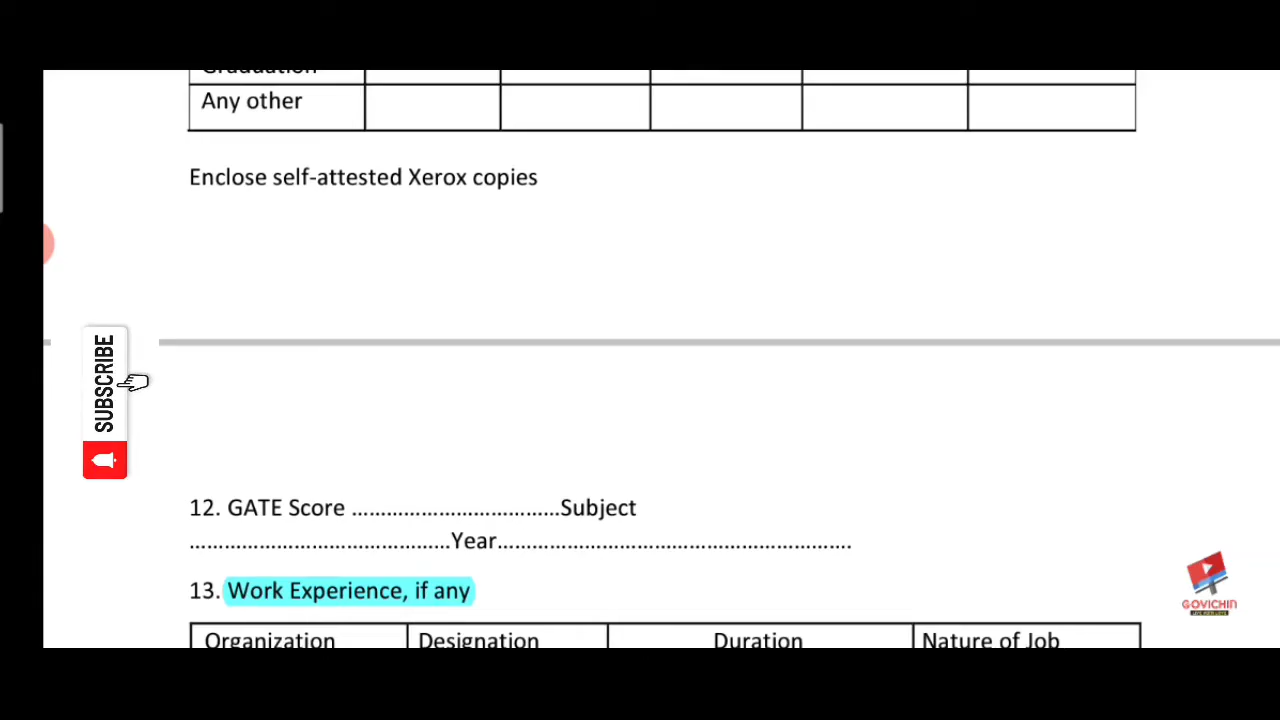 Graduation
Any other
Enclose self-attested Xerox copies
SUBSCRIBE
12. GATE Score ....................................Subject
.............................................Year.............................................................
13. Work Experience, if any
GOVICHIN
Organization Designation Duration Nature of Job